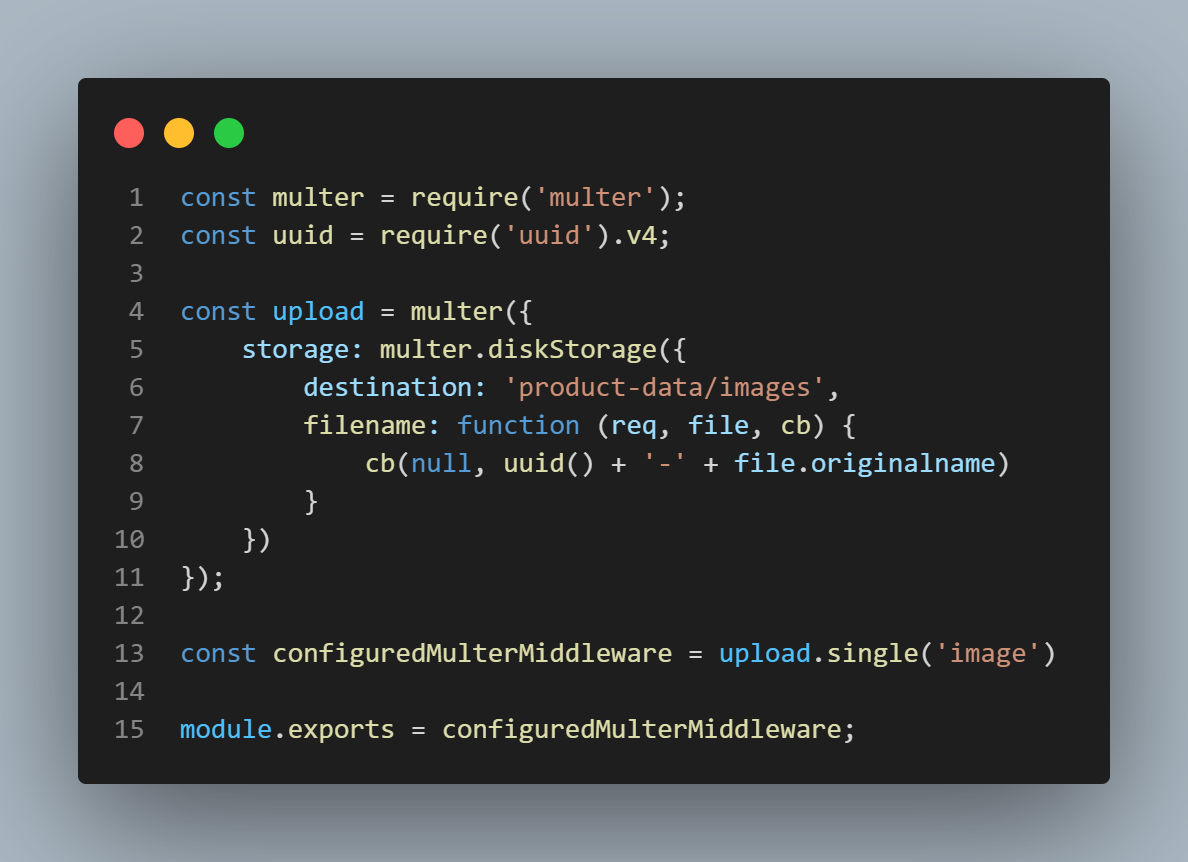 1 const multer = require('multer');
2 const uuid = require('uuid').v4;
3
4 const upload = multer({
5     storage: multer.diskStorage({
6         destination: 'product-data/images',
7         filename: function (req, file, cb) {
8             cb(null, uuid() + '-' + file.originalname)
9         }
10     })
11 });
12
13 const configuredMulterMiddleware = upload.single('image')
14
15 module.exports = configuredMulterMiddleware;